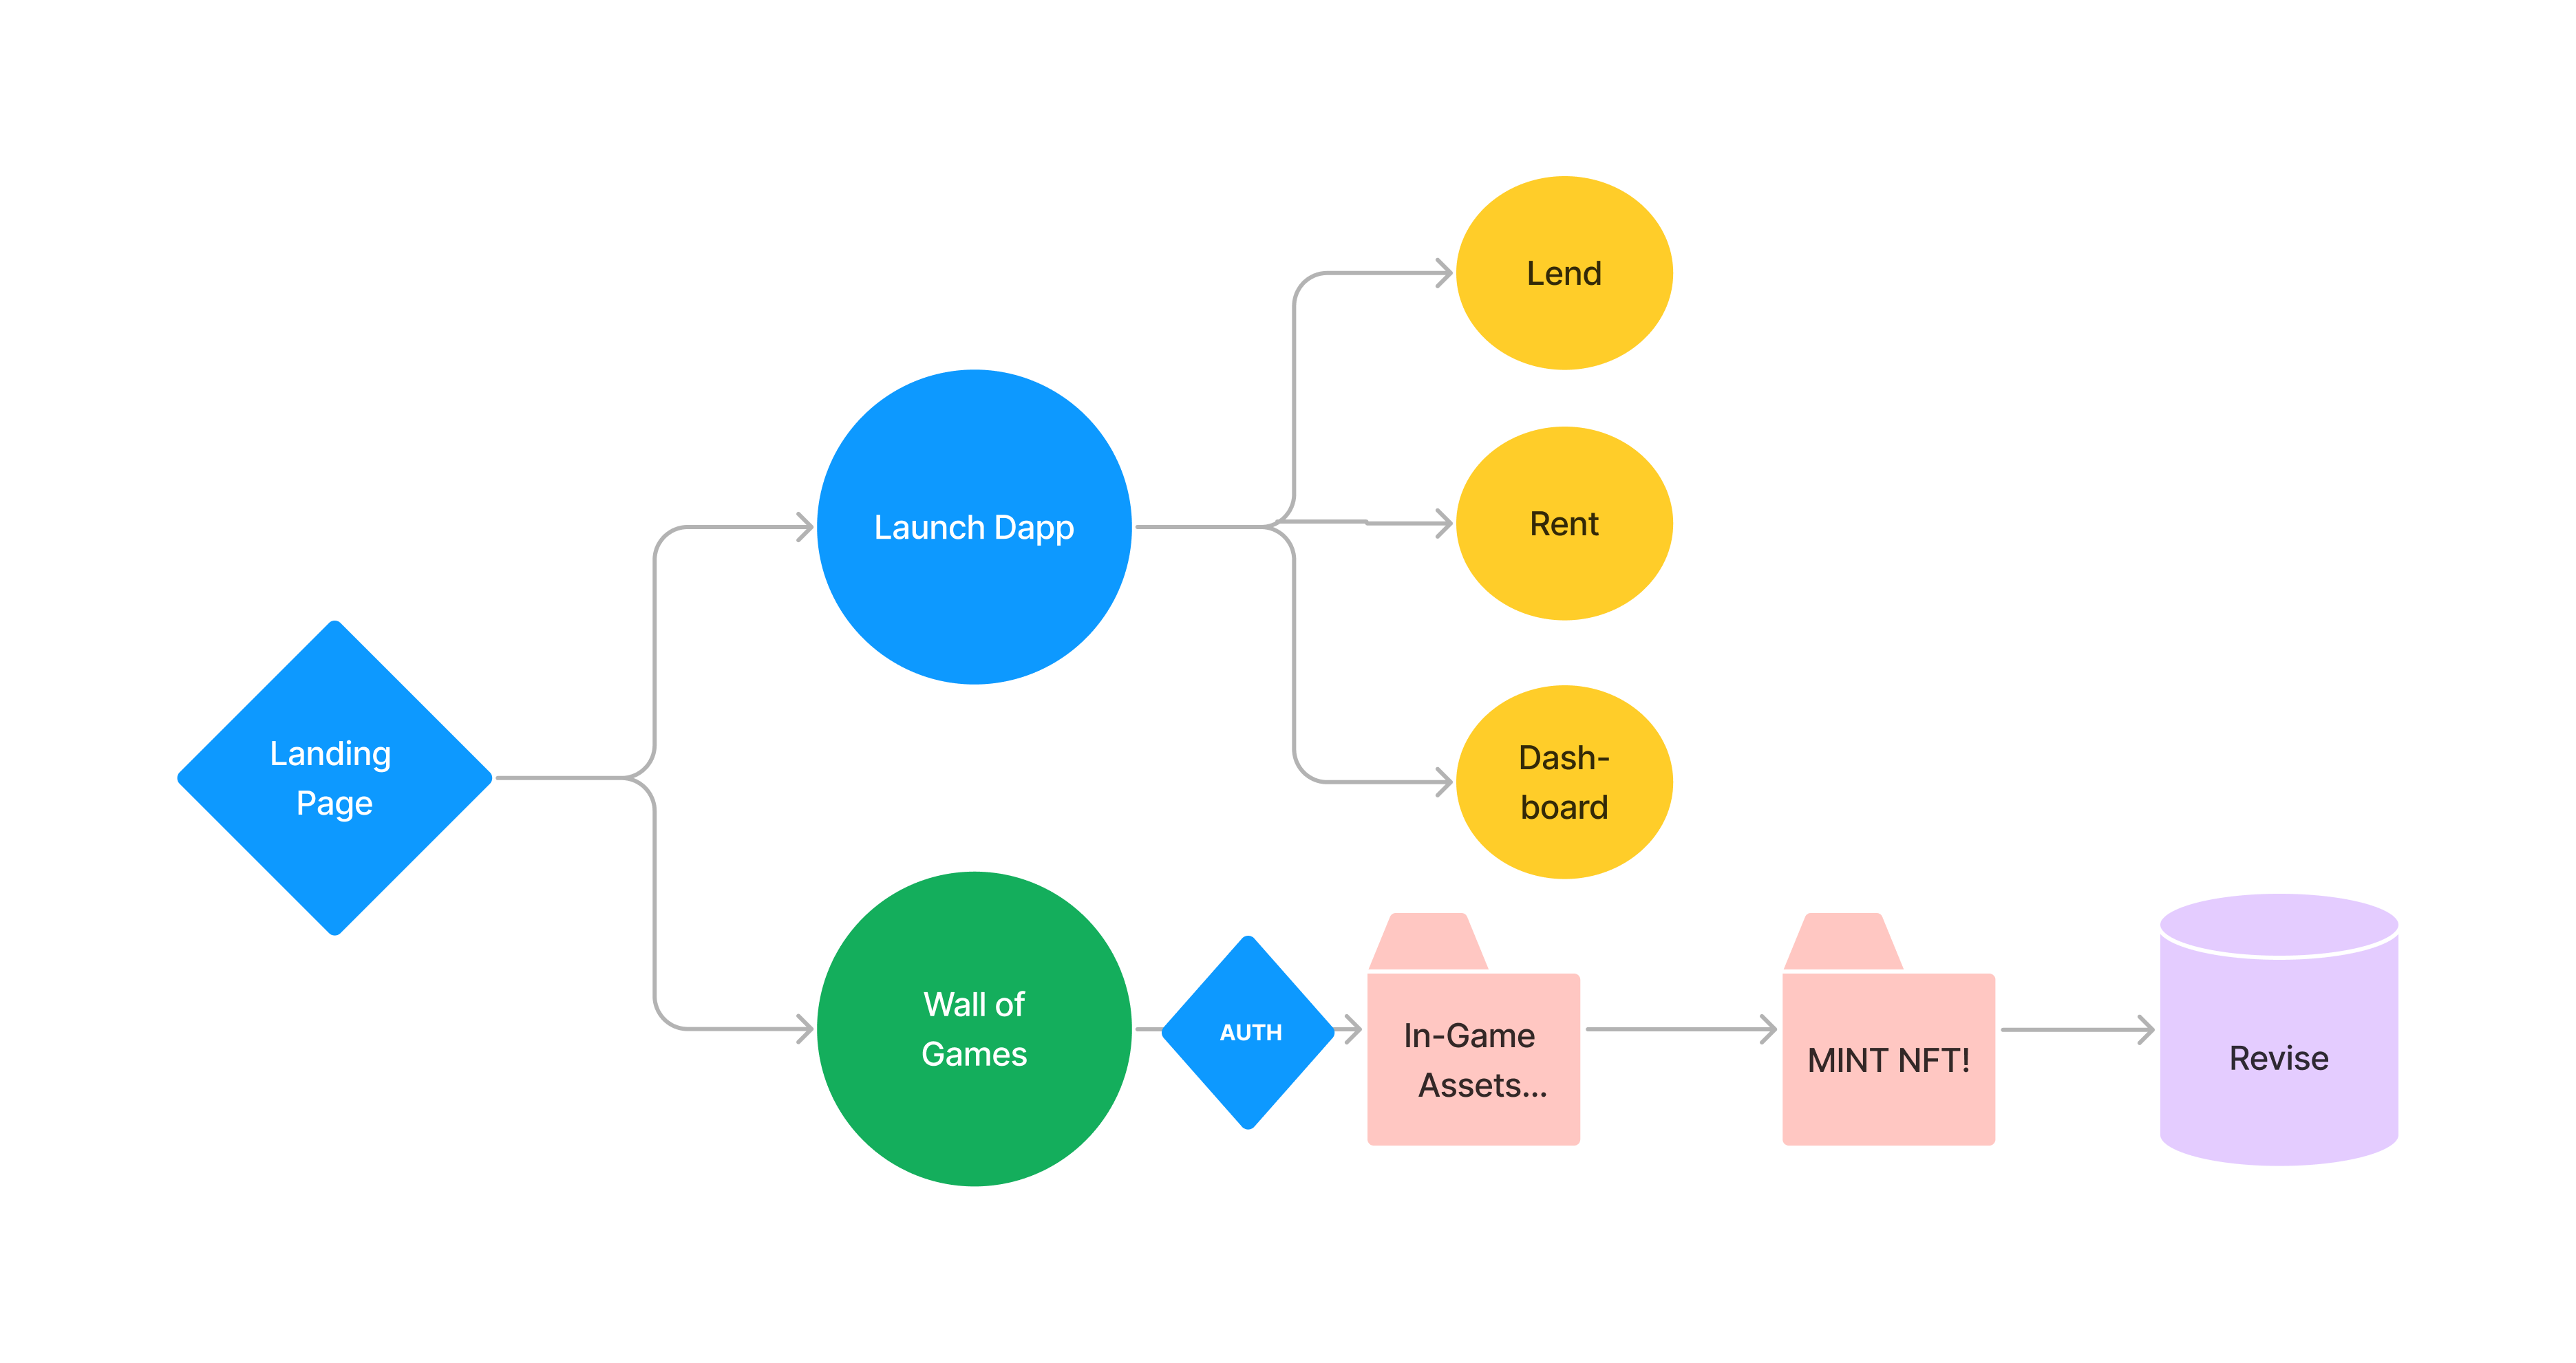 Lend
Launch Dapp
Rent
Landing
Page
Dash-
board
Wall of
Games
AUTH
In-Game
Assets...
MINT NFT!
Revise